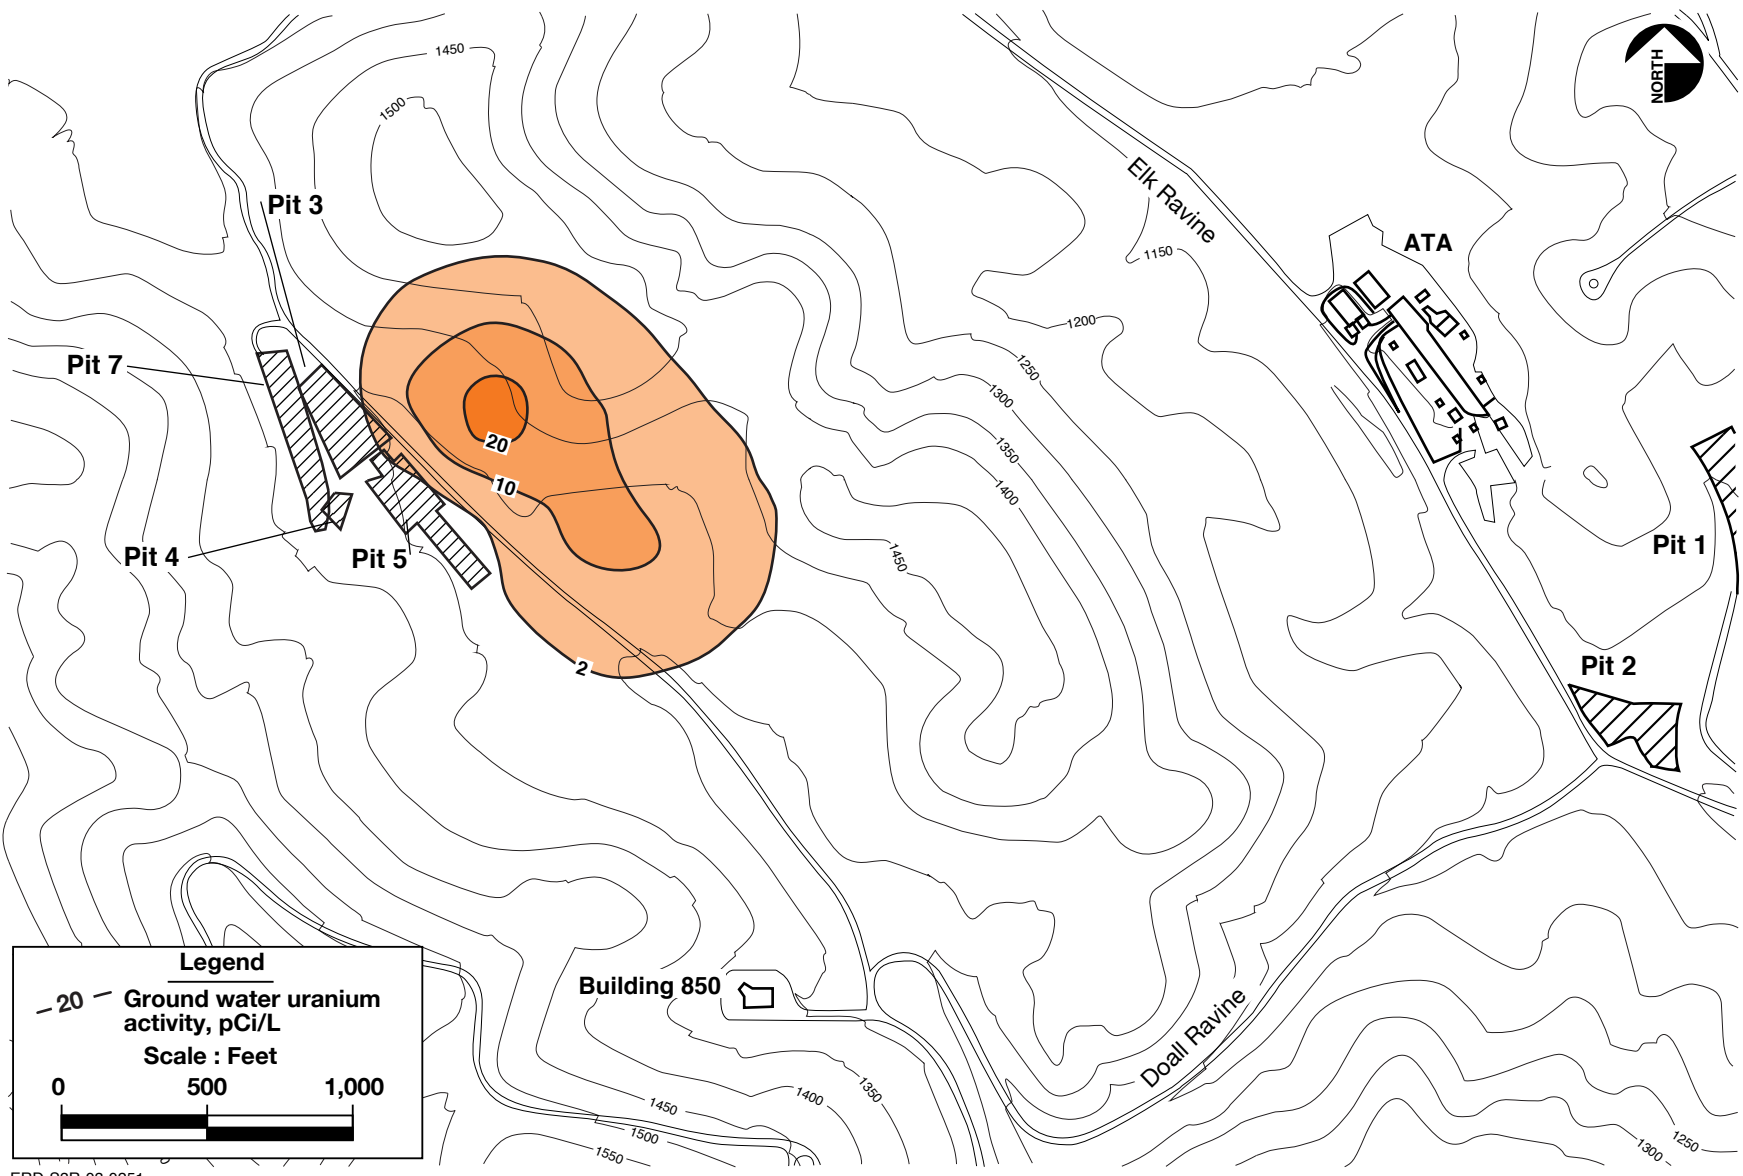 1450
1500
NORTH
Elk Ravine
Pit 3
ATA
1150
1200
Pit 7
1250
1300
20
1350
10
1400
Pit 4
Pit 5
1450
Pit 1
2
Pit 2
Legend
20 Ground water uranium
activity, pCi/L
Scale : Feet
0 500 1,000
Building 850
Doall Ravine
1350
1400
1450
1500
1550
1250
1300